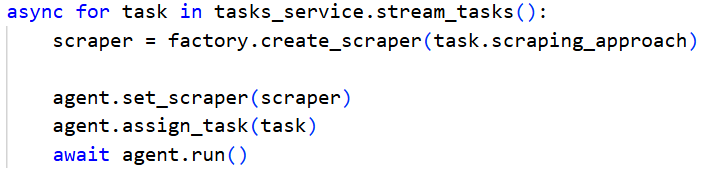 async for task in tasks_service.stream_tasks():
    scraper = factory.create_scraper(task.scraping_approach)

    agent.set_scraper(scraper)
    agent.assign_task(task)
    await agent.run()